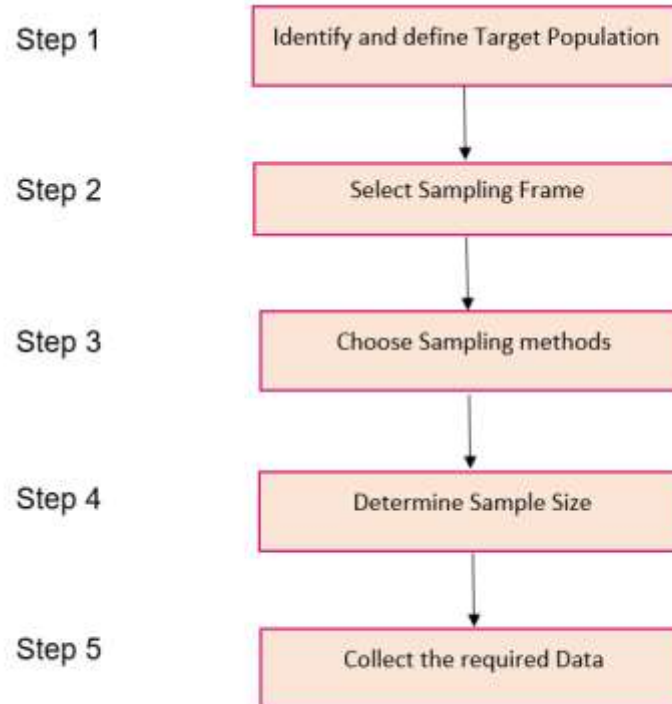 Step 1
Identify and define Target Population
Step 2
Select Sampling Frame
Step 3
Choose Sampling methods
Step 4
Determine Sample Size
Step 5
Collect the required Data